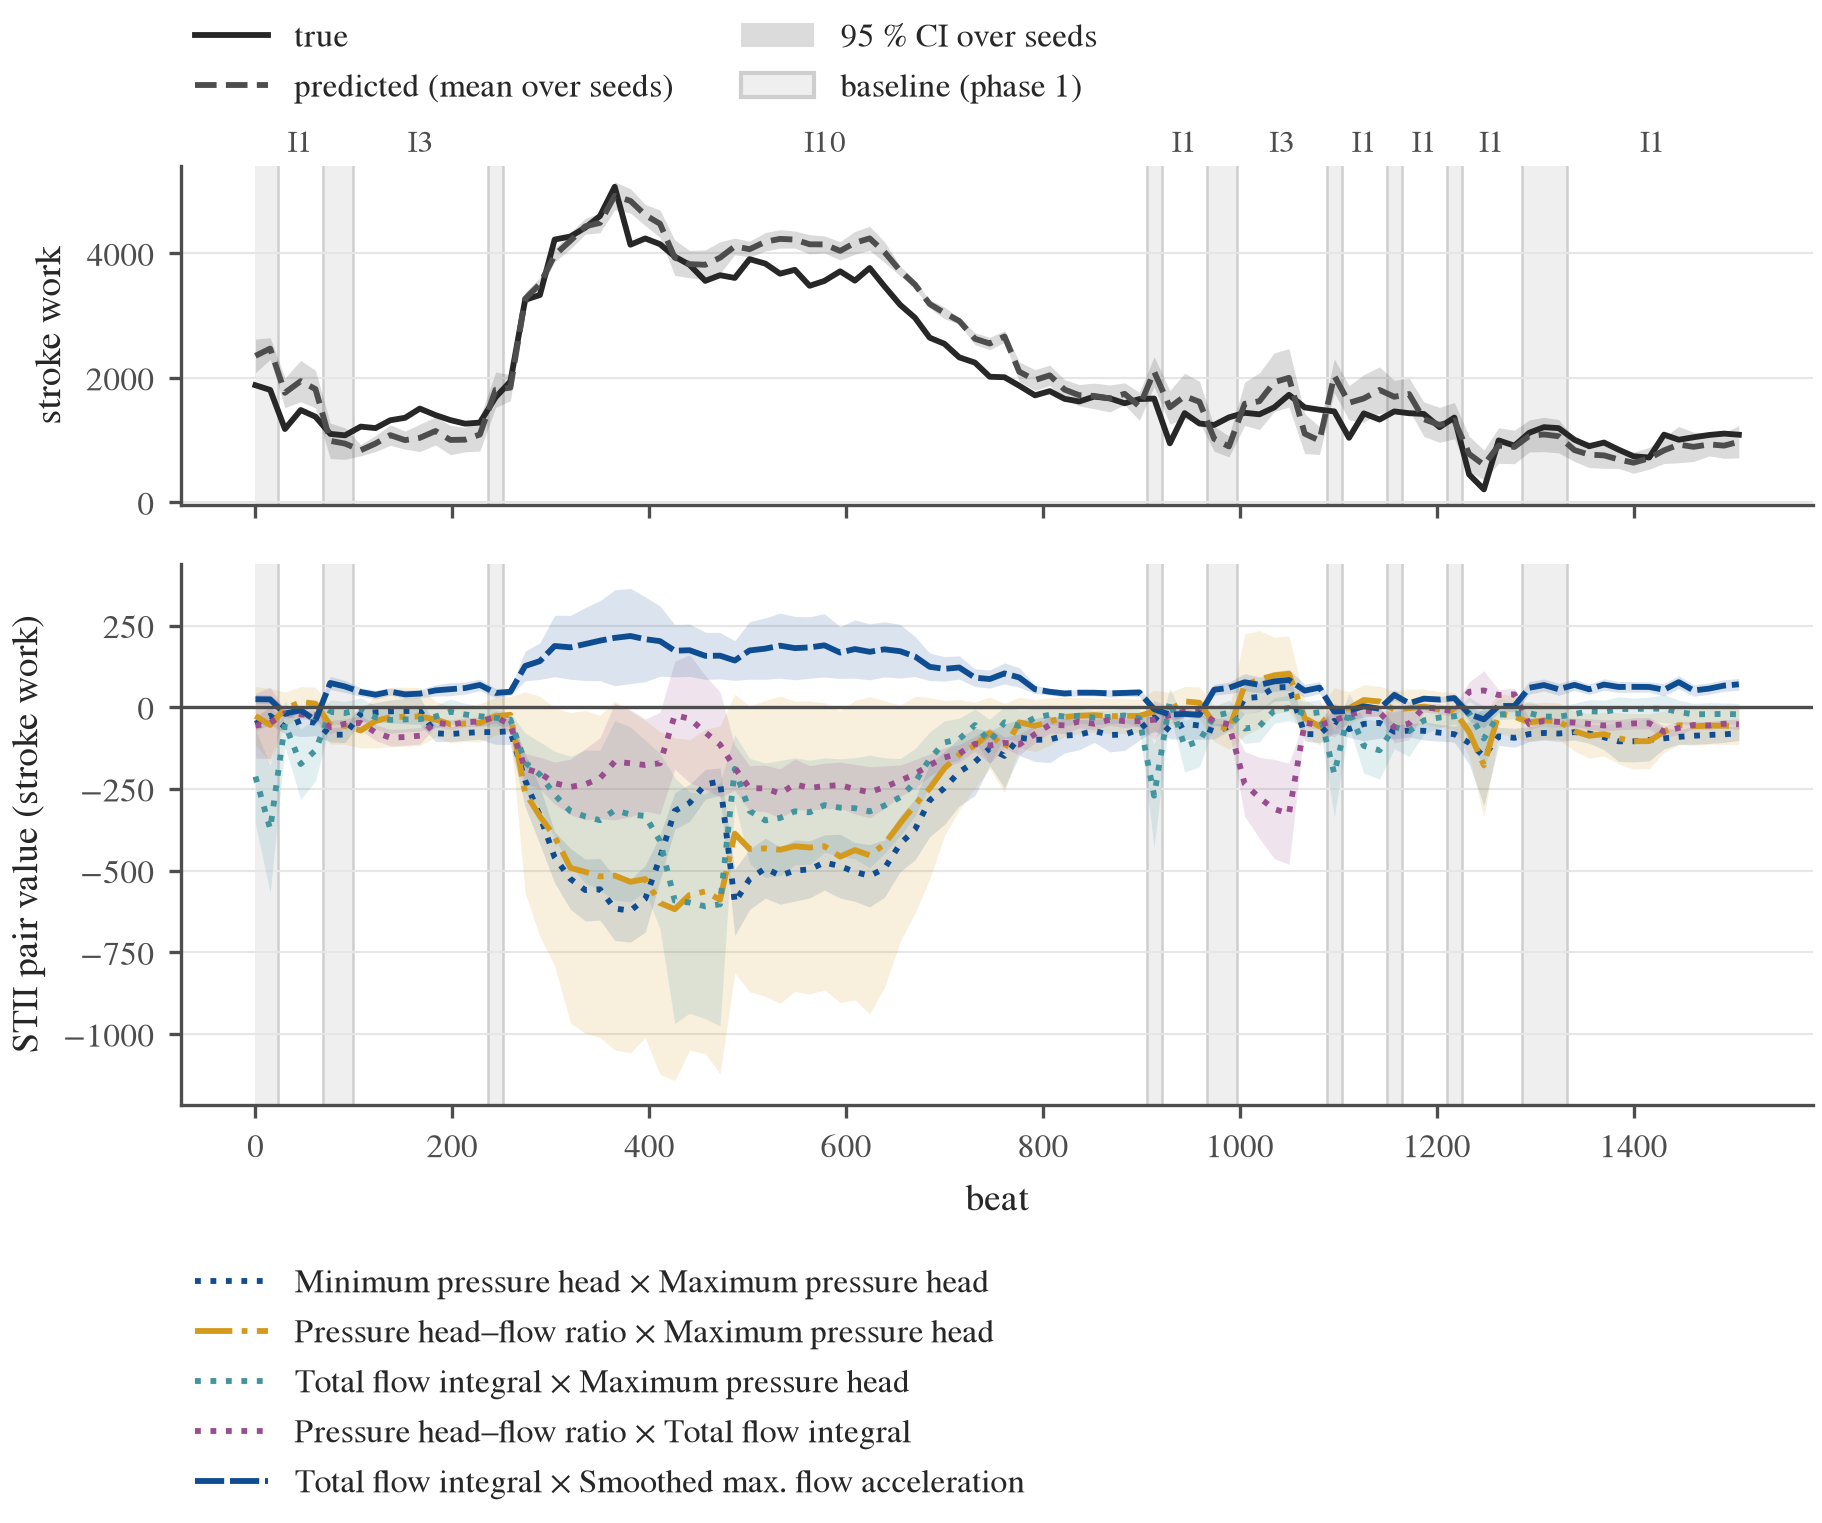 true
95 % CI over seeds
predicted (mean over seeds)
baseline (phase 1)
I1 I3 I10 I1 I3 I1 I1 I1 I1
stroke work
4000
2000
0
STII pair value (stroke work)
250
0
−250
−500
−750
−1000
0 200 400 600 800 1000 1200 1400
beat
Minimum pressure head × Maximum pressure head
Pressure head–flow ratio × Maximum pressure head
Total flow integral × Maximum pressure head
Pressure head–flow ratio × Total flow integral
Total flow integral × Smoothed max. flow acceleration